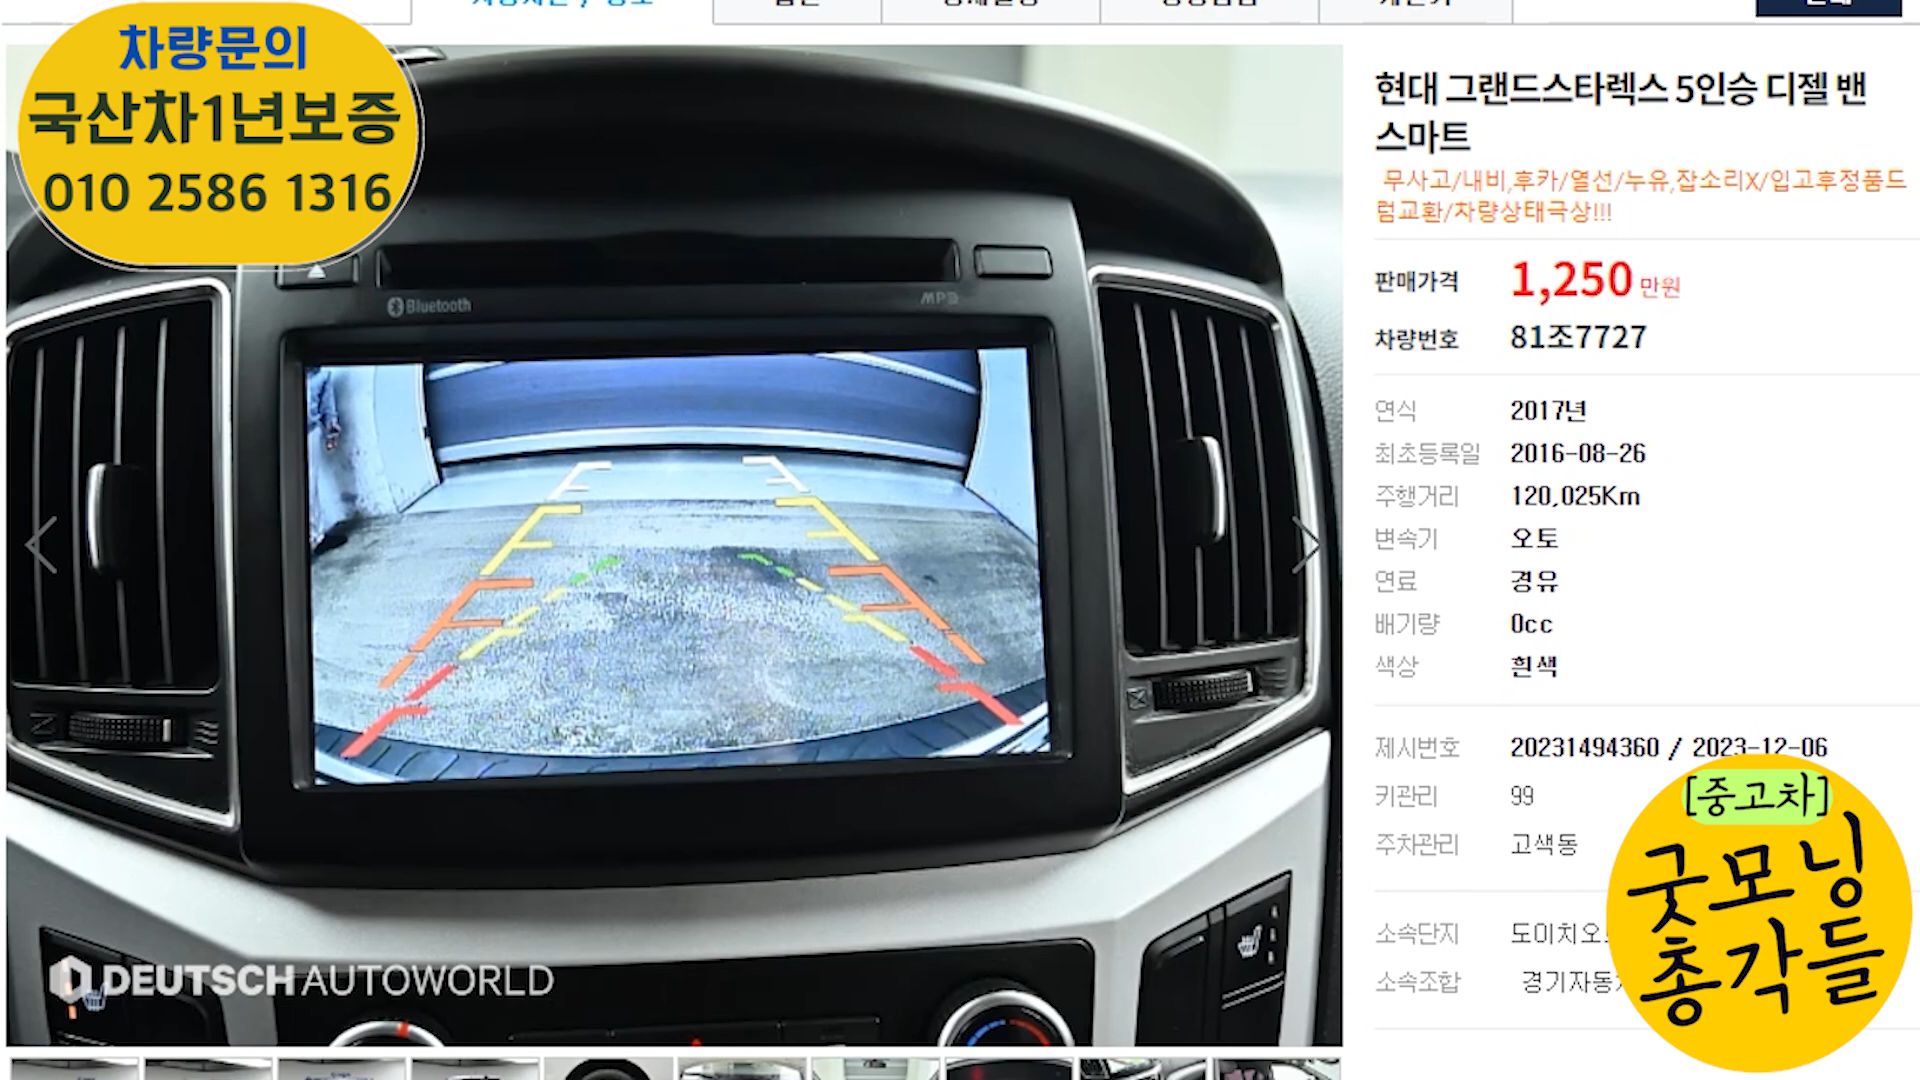 차량문의
국산차1년보증
010 2586 1316
Bluetooth
MP3
DEUTSCH AUTOWORLD
현대 그랜드스타렉스 5인승 디젤 밴
스마트
무사고/내비,후카/열선/누유,잡소리X/입고후정품드
럼교환/차량상태극상!!!
판매가격 1,250 만원
차량번호 81조7727
연식 2017년
최초등록일 2016-08-26
주행거리 120,025Km
변속기 오토
연료 경유
배기량 0cc
색상 흰색
제시번호 20231494360 / 2023-12-06
키관리 99
주차관리 고색동
소속단지 도이치오
소속조합 경기자동
[중고차]
굿모닝
총각들